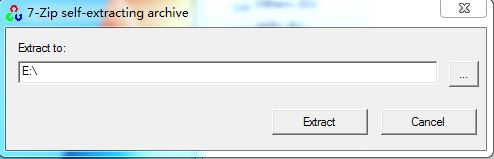 7-Zip self-extracting archive
Extract to:
E:\
...
Extract
Cancel